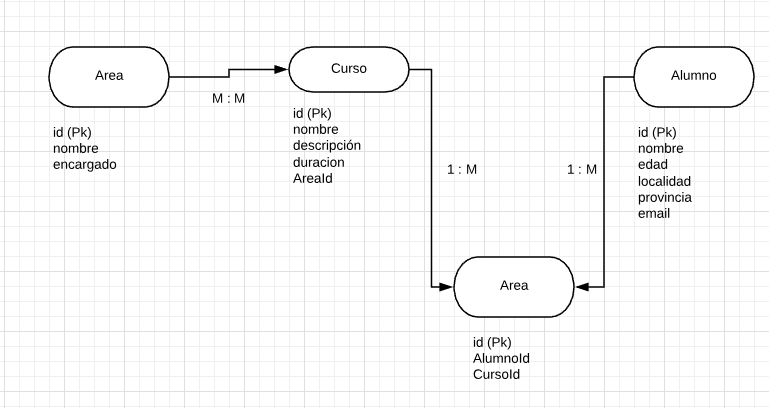 Area
M : M
id (Pk)
nombre
encargado
Curso
id (Pk)
nombre
descripción
duracion
AreaId
1 : M
Alumno
1 : M
id (Pk)
nombre
edad
localidad
provincia
email
Area
id (Pk)
AlumnoId
CursoId